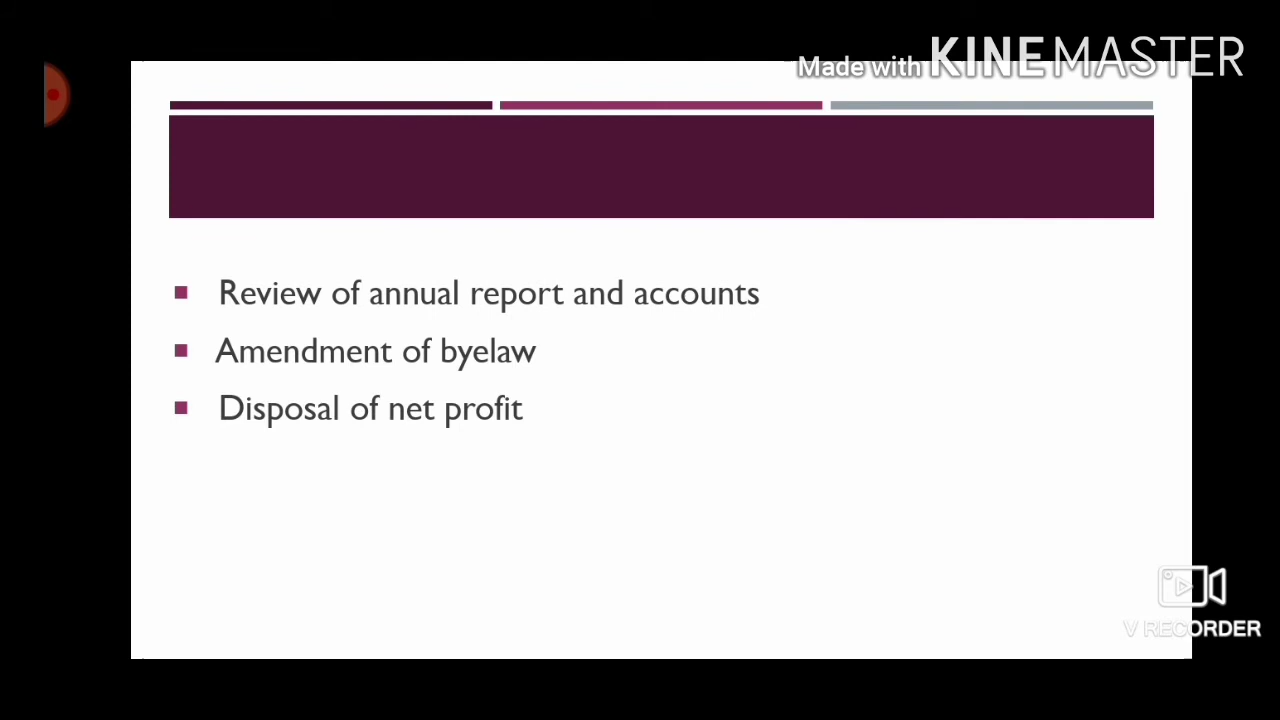 Made with KINEMASTER
Review of annual report and accounts
Amendment of byelaw
Disposal of net profit
V RECORDER